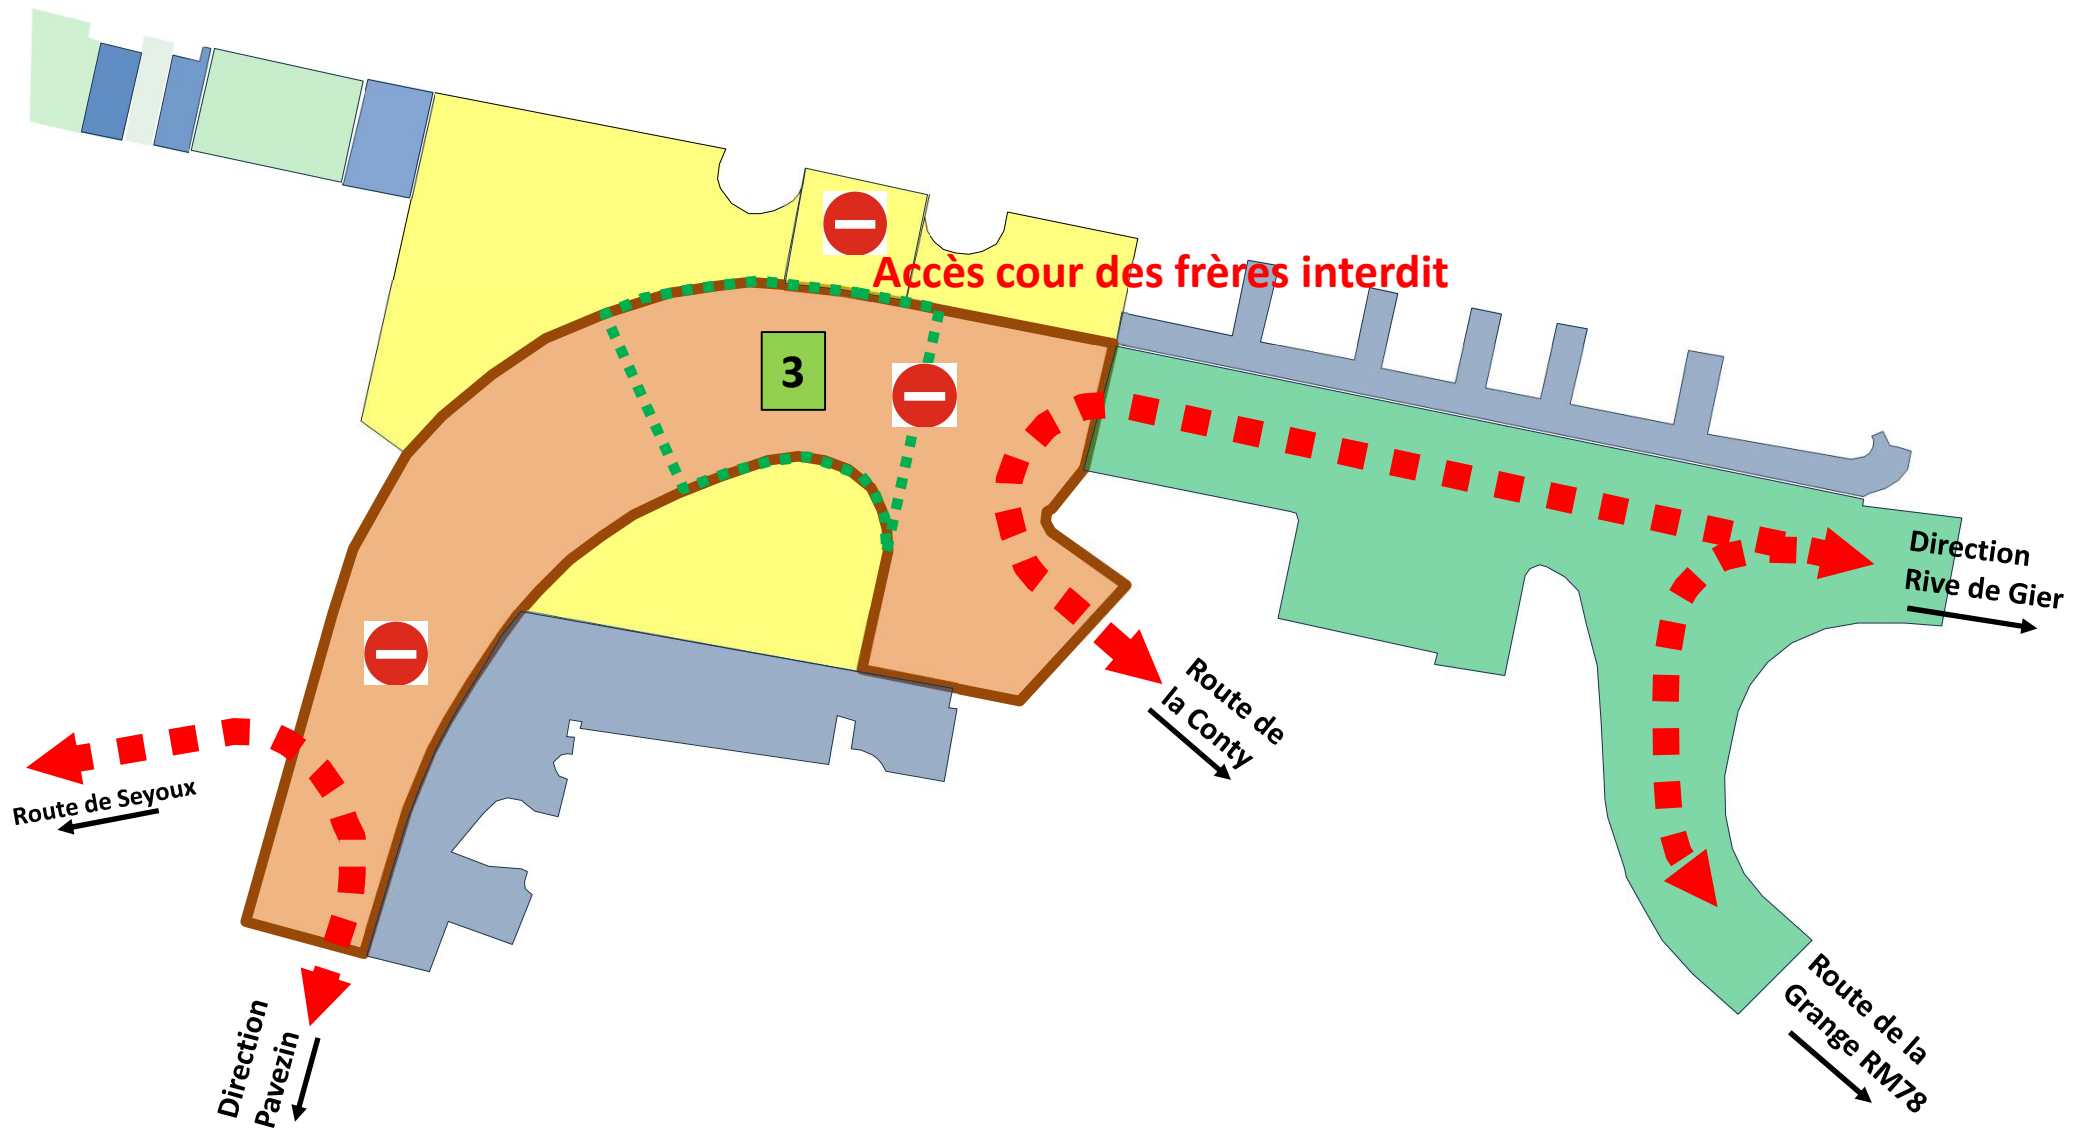 Accès cour des frères interdit
3
Direction
Rive de Gier
Route de
la Conty
Route de Seyoux
Direction
Pavezin
Route de la
Grange RM78